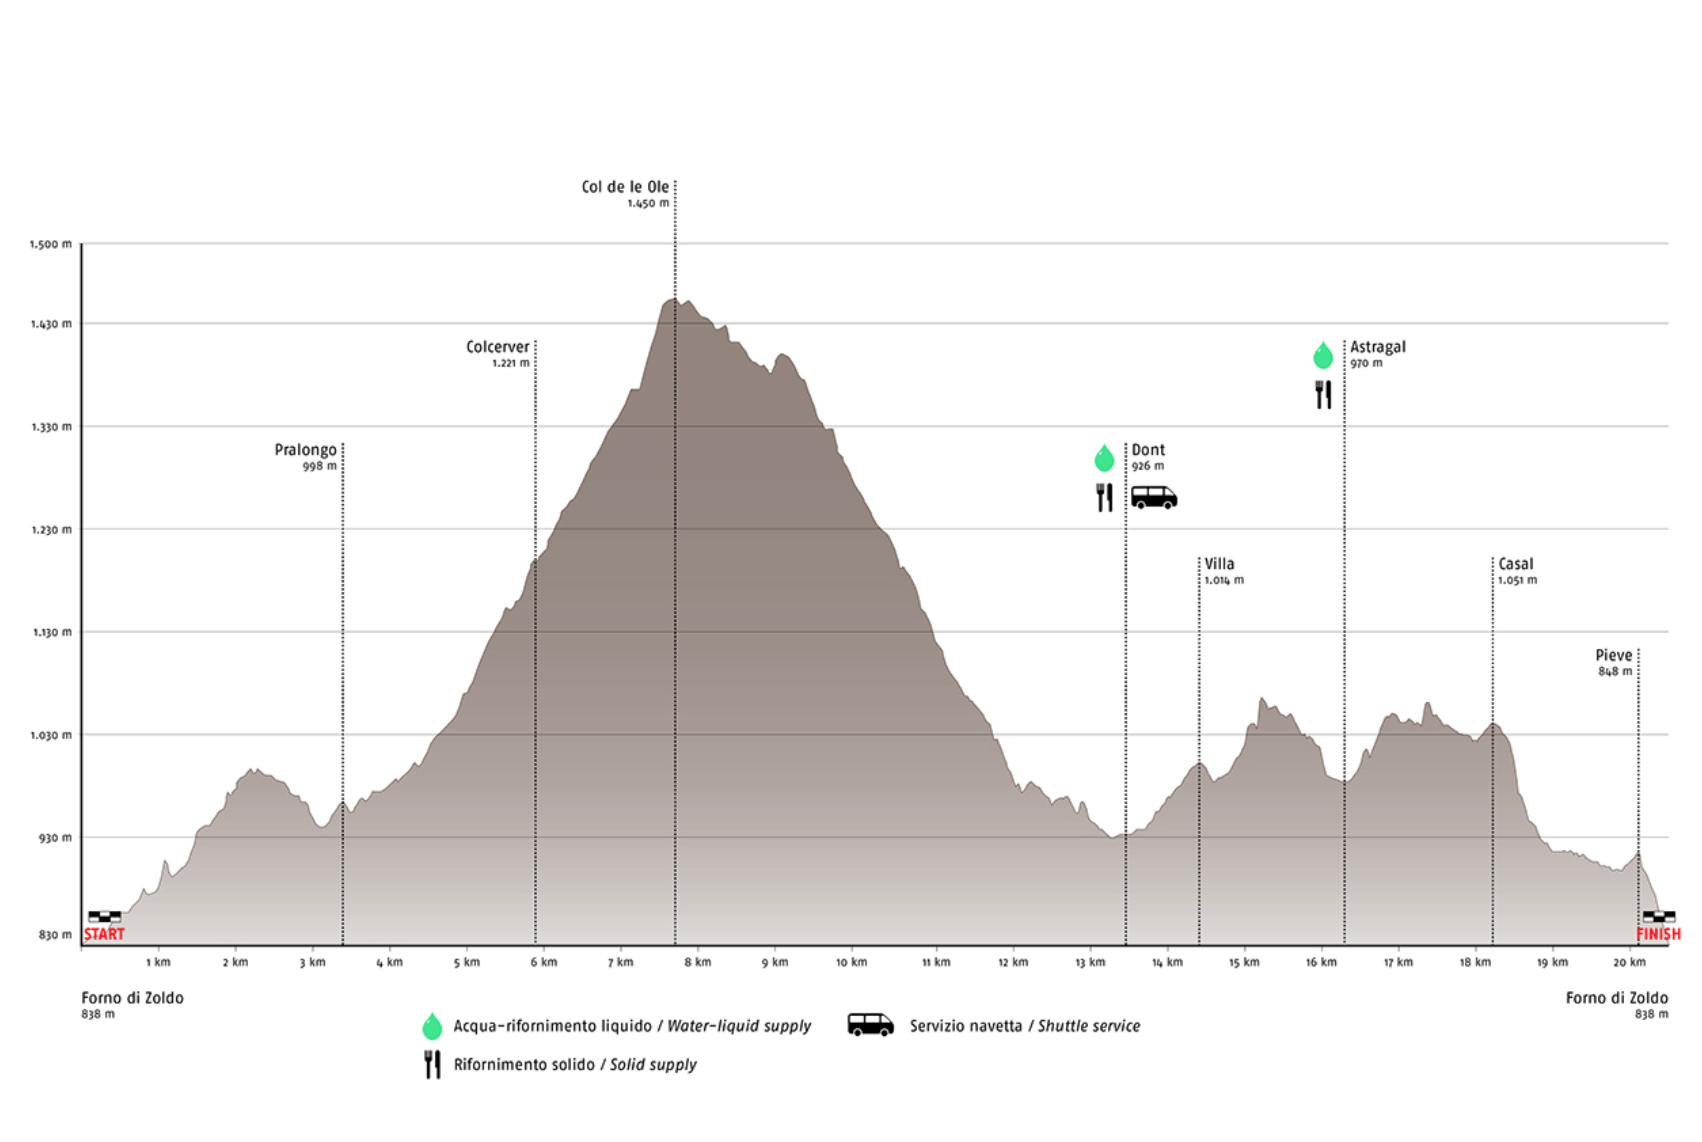 Col de le Ole
1.450 m
1.500 m
1.430 m
Colcerver
1.221 m
Astragal
970 m
1.330 m
Pralongo
998 m
Dont
926 m
1.230 m
Villa
1.014 m
Casal
1.051 m
1.130 m
Pieve
848 m
1.030 m
930 m
830 m
START
FINISH
1 km 2 km 3 km 4 km 5 km 6 km 7 km 8 km 9 km 10 km 11 km 12 km 13 km 14 km 15 km 16 km 17 km 18 km 19 km 20 km
Forno di Zoldo
838 m
Forno di Zoldo
838 m
Acqua-rifornimento liquido / Water-liquid supply
Servizio navetta / Shuttle service
Rifornimento solido / Solid supply